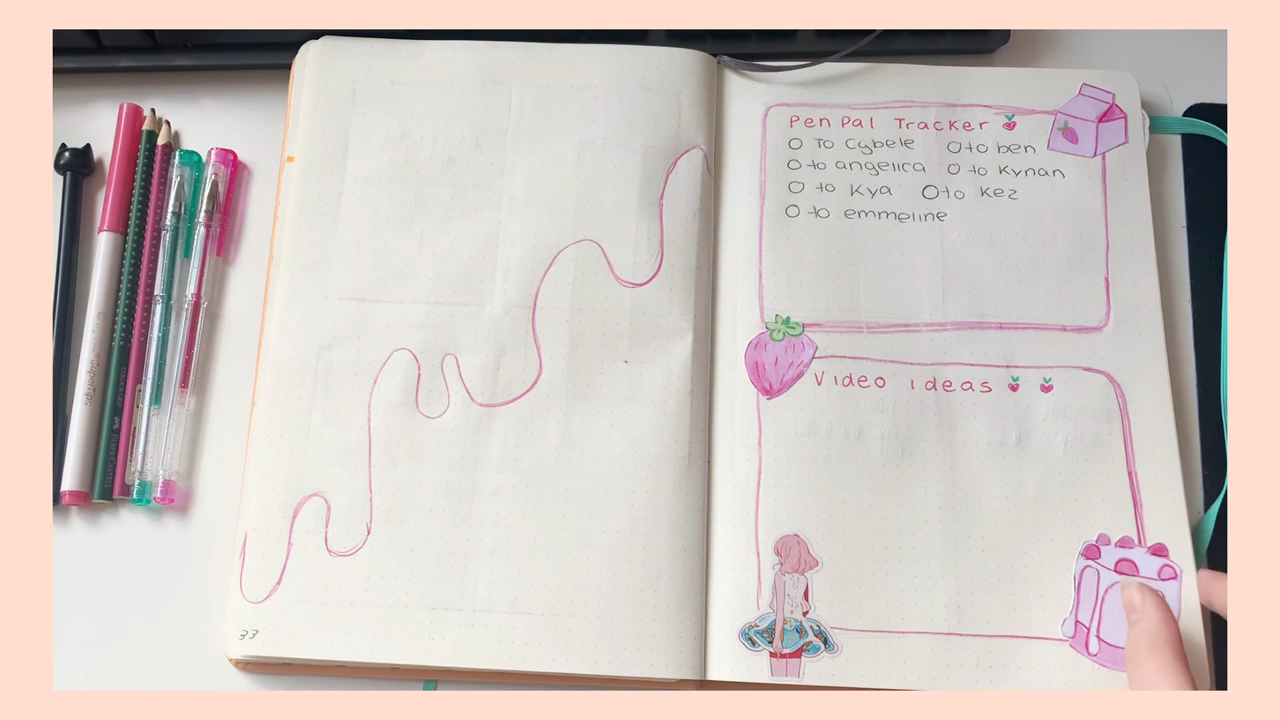 Pen Pal Tracker
O To Cybele O to ben
O to angelica O to Kynan
O to Kya O to Kez
O to emmeline
Video ideas
33